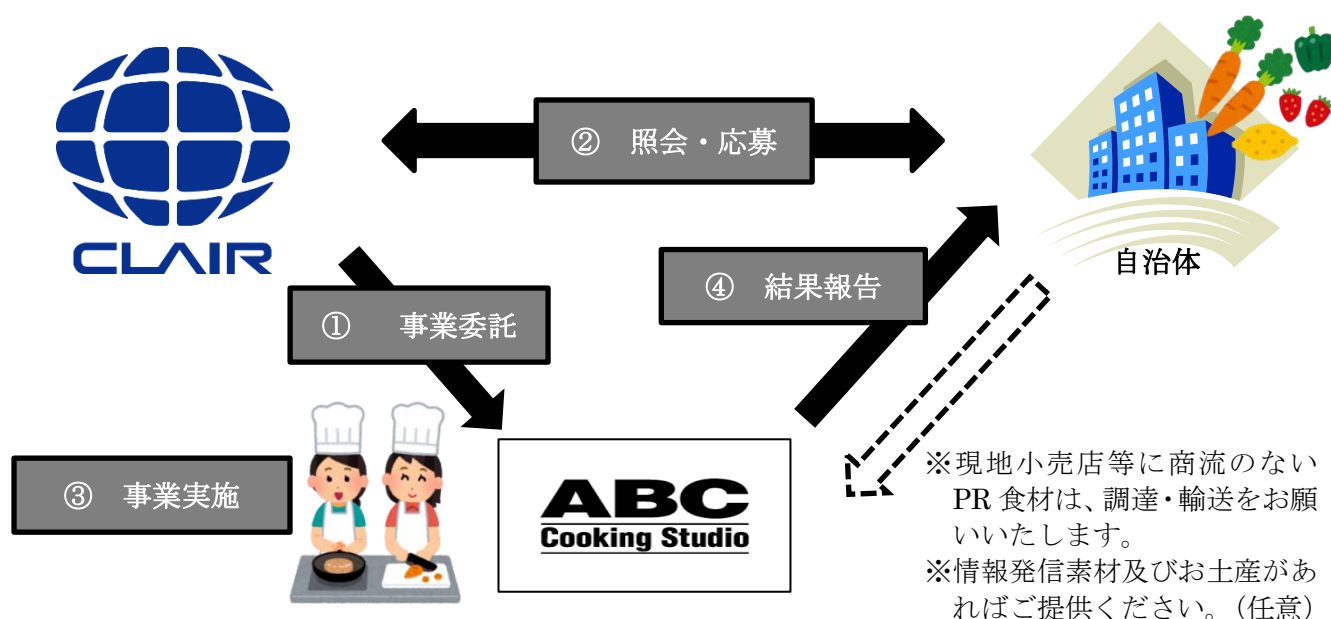 ② 照会・応募
CLAIR
自治体
① 事業委託
④ 結果報告
③ 事業実施
ABC
Cooking Studio
※現地小売店等に商流のない
PR 食材は、調達・輸送をお願
いいたします。
※情報発信素材及びお土産があ
ればご提供ください。（任意）